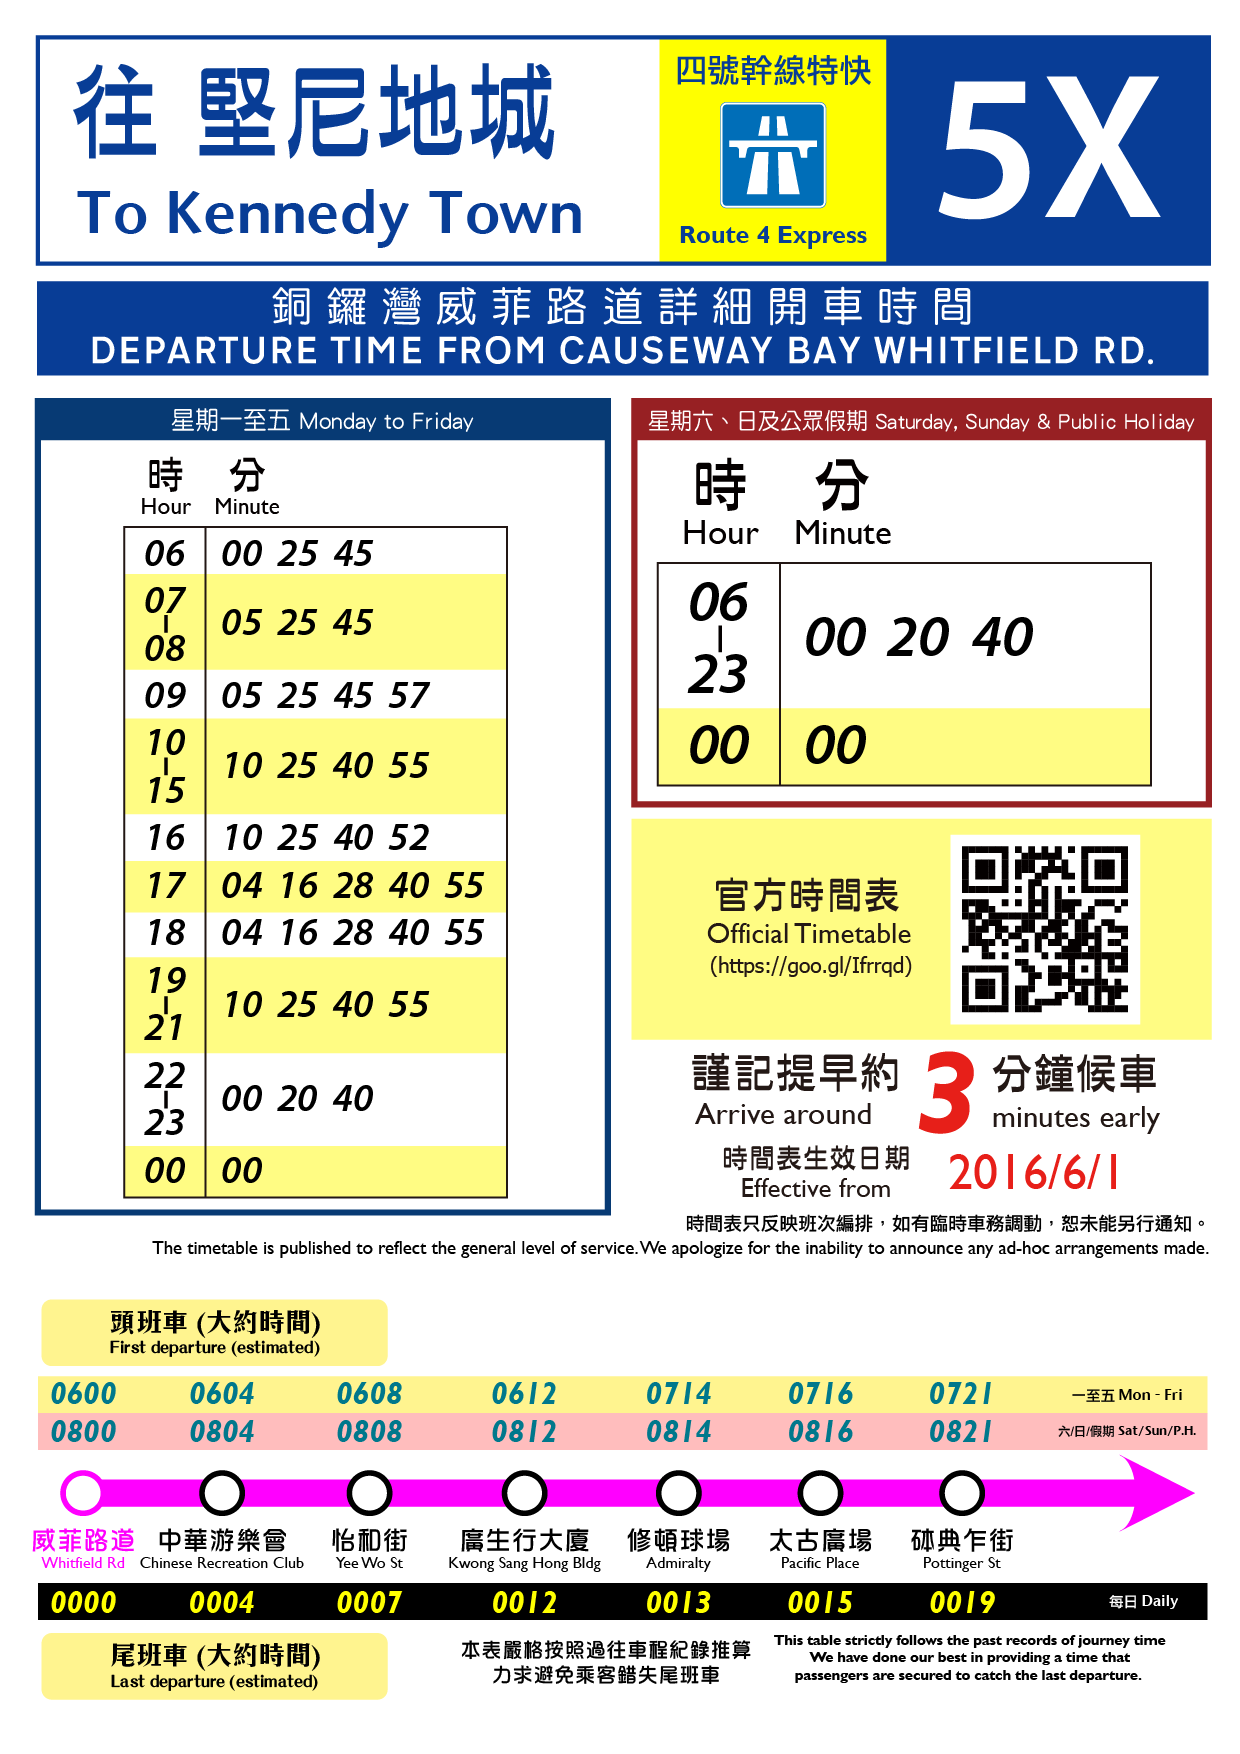 往 堅尼地城
To Kennedy Town
四號幹線特快
Route 4 Express
5X
銅鑼灣威菲路道詳細開車時間
DEPARTURE TIME FROM CAUSEWAY BAY WHITFIELD RD.
星期一至五 Monday to Friday
時 分
Hour Minute
06 00 25 45
07
|
08 05 25 45
09 05 25 45 57
10
|
15 10 25 40 55
16 10 25 40 52
17 04 16 28 40 55
18 04 16 28 40 55
19
|
21 10 25 40 55
22
|
23 00 20 40
00 00
星期六、日及公眾假期 Saturday, Sunday & Public Holiday
時 分
Hour Minute
06
|
23 00 20 40
00 00
官方時間表
Official Timetable
(https://goo.gl/Ifrrqd)
謹記提早約 3 分鐘候車
Arrive around minutes early
時間表生效日期
Effective from 2016/6/1
時間表只反映班次編排，如有臨時車務調動，恕未能另行通知。
The timetable is published to reflect the general level of service. We apologize for the inability to announce any ad-hoc arrangements made.
頭班車 (大約時間)
First departure (estimated)
0600 0604 0608 0612 0714 0716 0721 一至五 Mon - Fri
0800 0804 0808 0812 0814 0816 0821 六/日/假期 Sat/Sun/P.H.
威菲路道 中華游樂會 怡和街 廣生行大廈 修頓球場 太古廣場 砵典乍街
Whitfield Rd Chinese Recreation Club Yee Wo St Kwong Sang Hong Bldg Admiralty Pacific Place Pottinger St
0000 0004 0007 0012 0013 0015 0019 每日 Daily
尾班車 (大約時間)
Last departure (estimated)
本表嚴格按照過往車程紀錄推算
力求避免乘客錯失尾班車
This table strictly follows the past records of journey time
We have done our best in providing a time that
passengers are secured to catch the last departure.